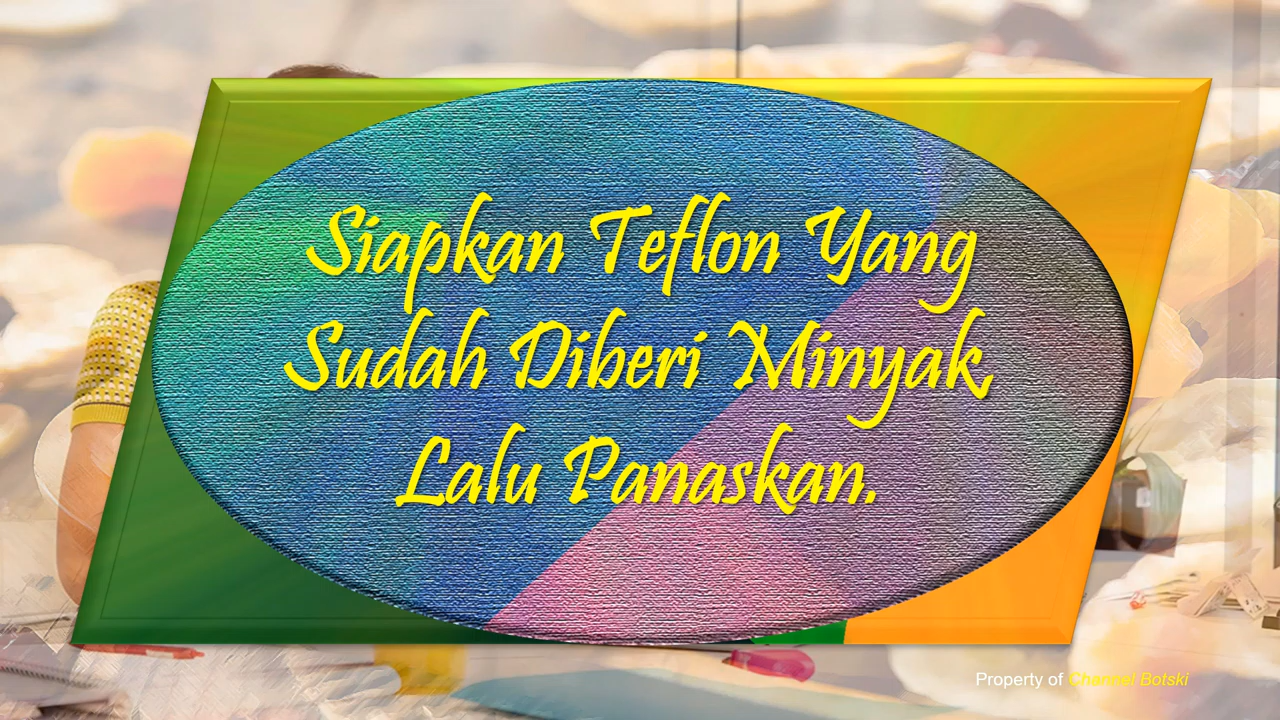 Siapkan Teflon Yang
Sudah Diberi Minyak,
Lalu Panaskan.
Property of Channel Botski